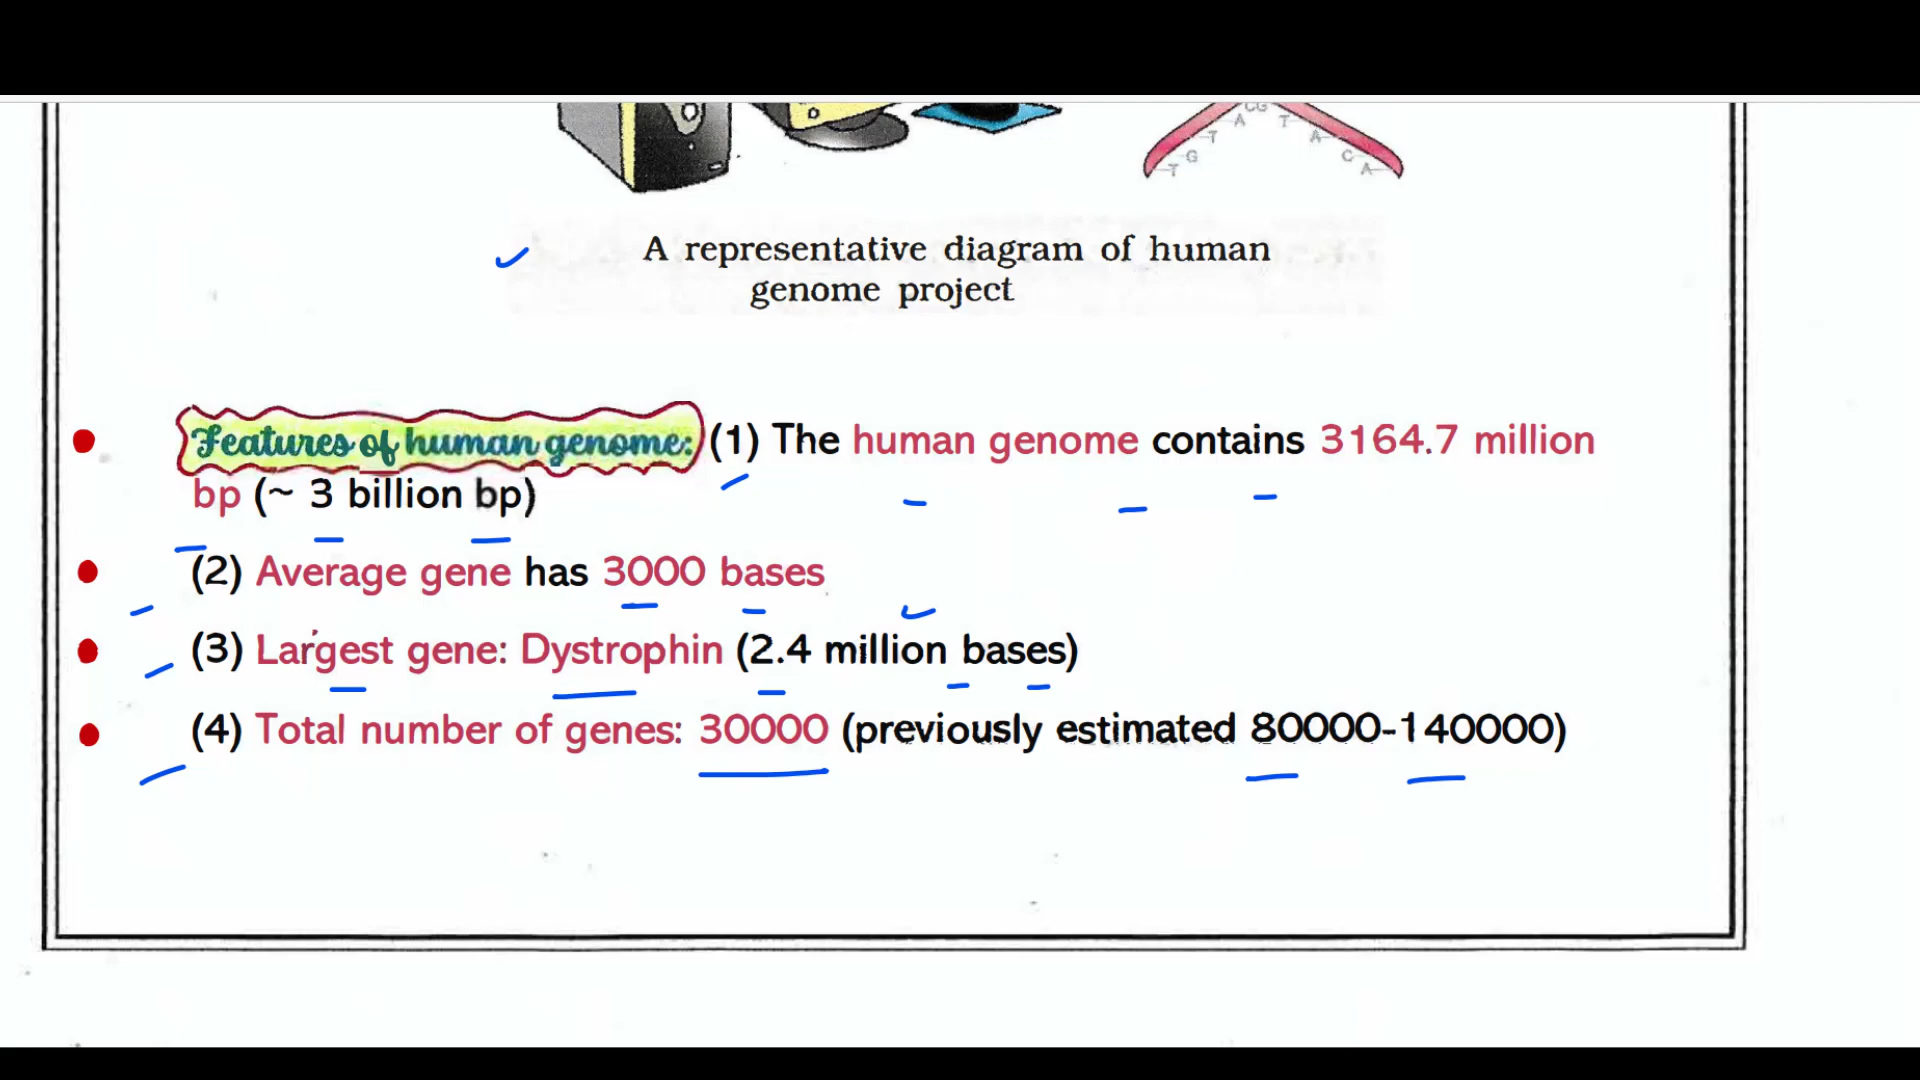 CG
A T
T A
G C
T A
A representative diagram of human
genome project
Features of human genome: (1) The human genome contains 3164.7 million
bp (~ 3 billion bp)
(2) Average gene has 3000 bases
(3) Largest gene: Dystrophin (2.4 million bases)
(4) Total number of genes: 30000 (previously estimated 80000-140000)